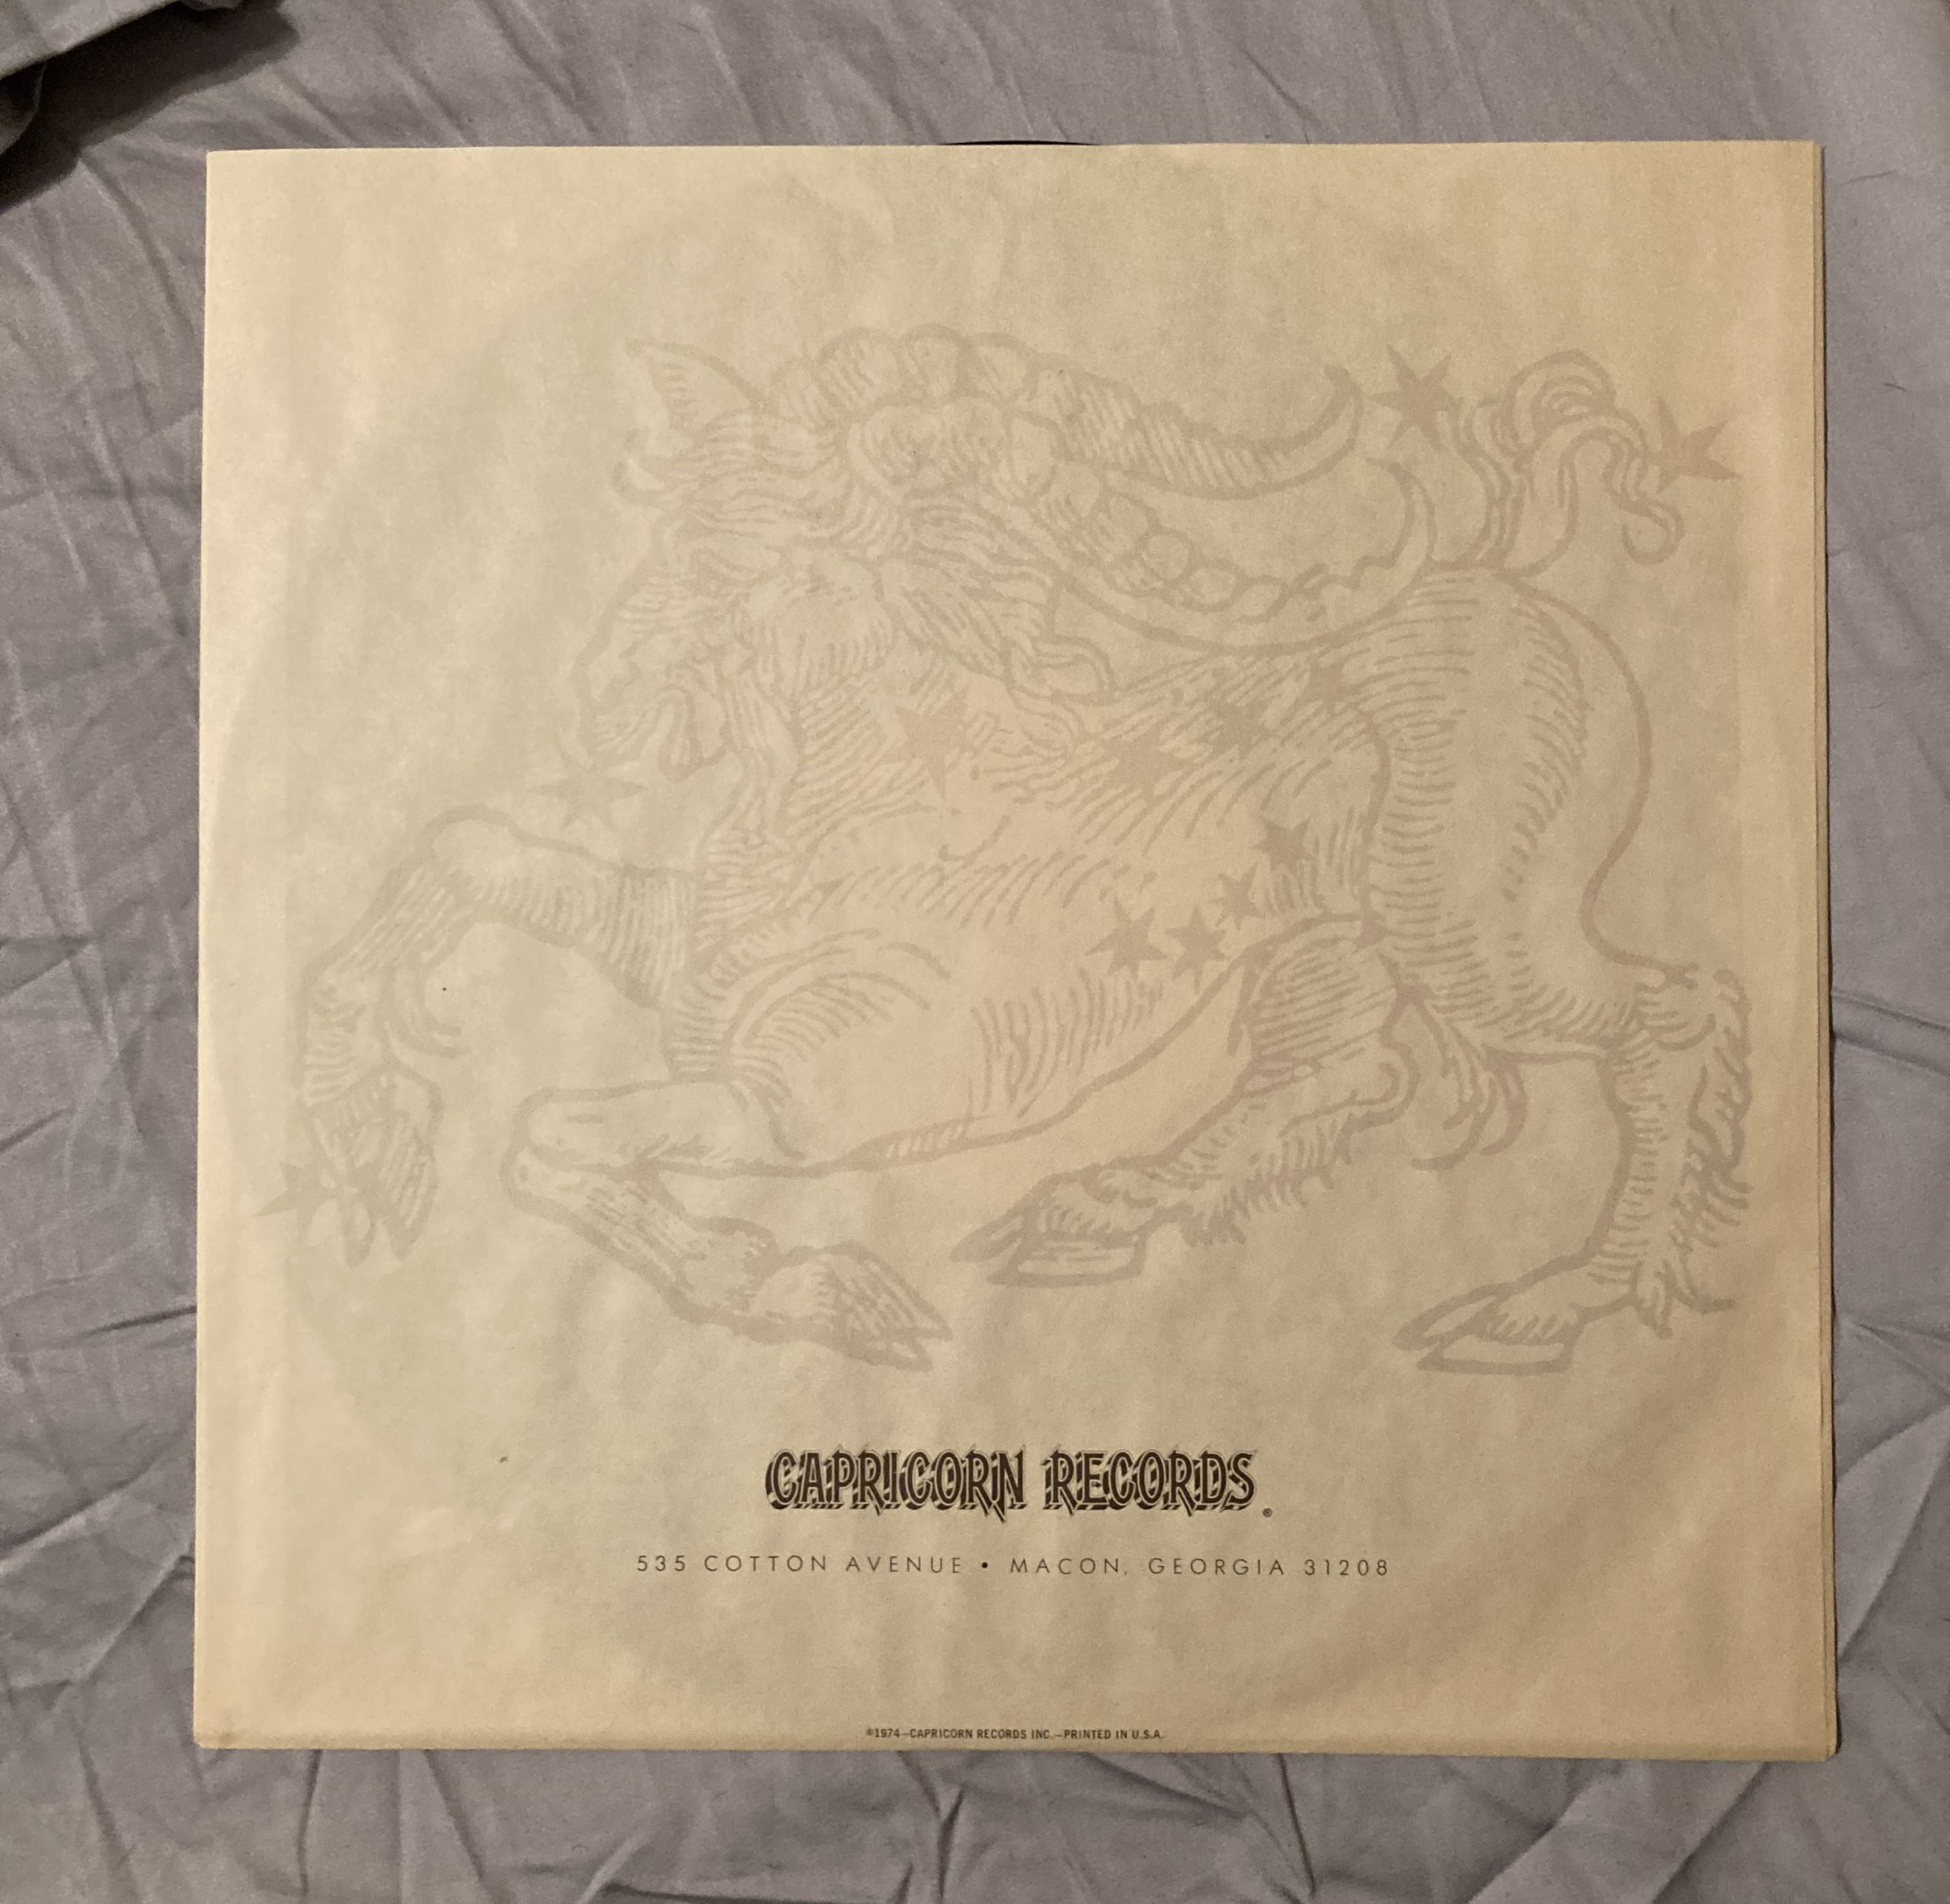 CAPRICORN RECORDS®
535 COTTON AVENUE • MACON, GEORGIA 31208
©1974—CAPRICORN RECORDS INC.—PRINTED IN U.S.A.